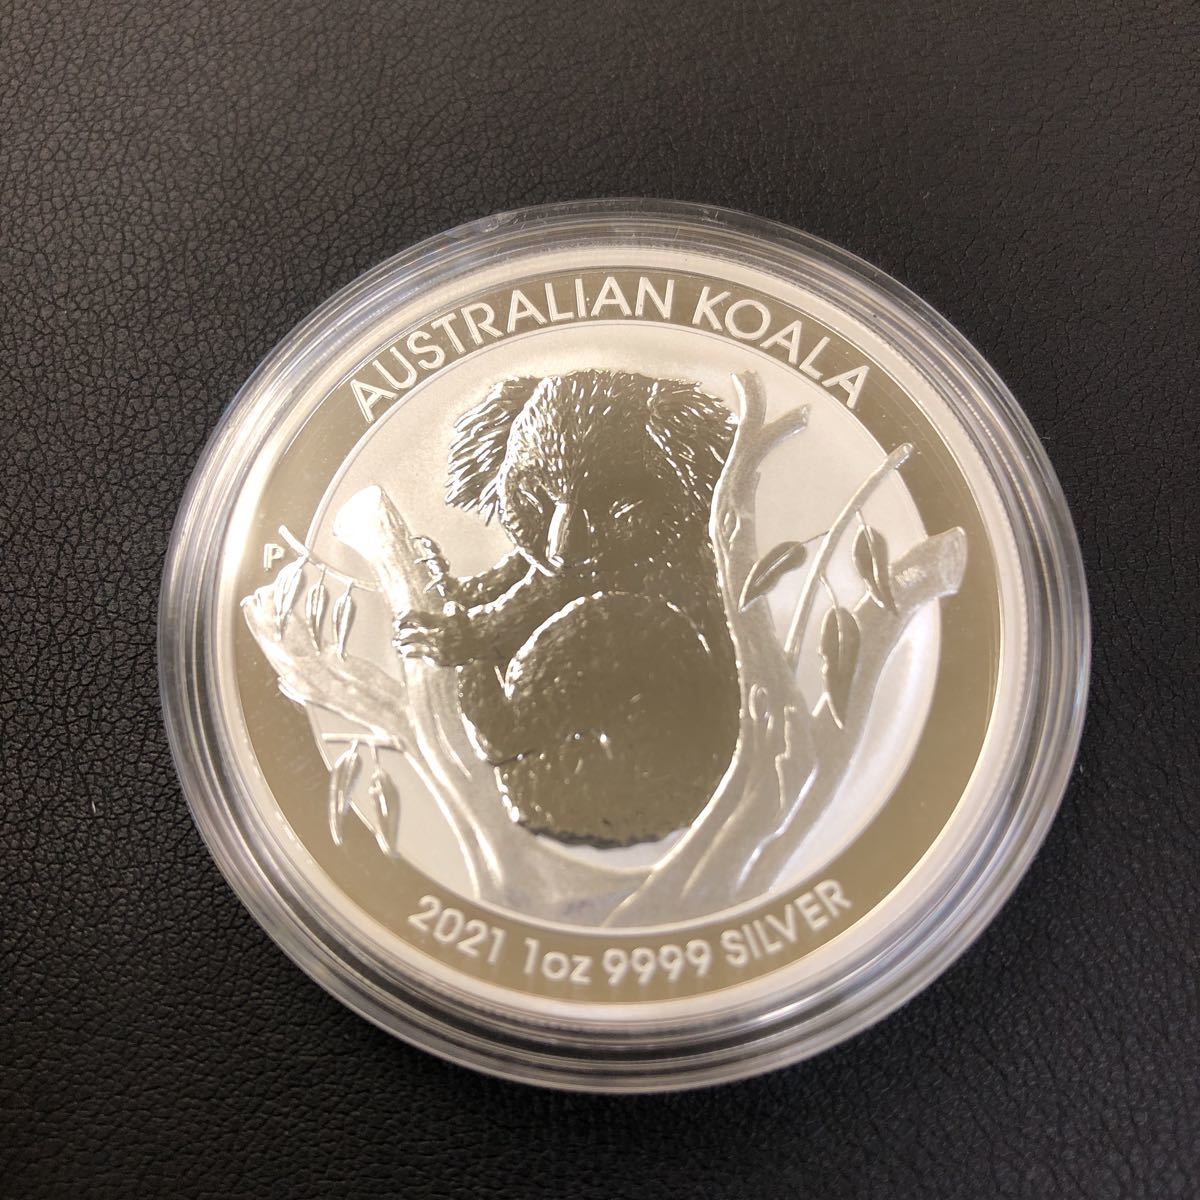 AUSTRALIAN KOALA
P
2021 1oz 9999 SILVER